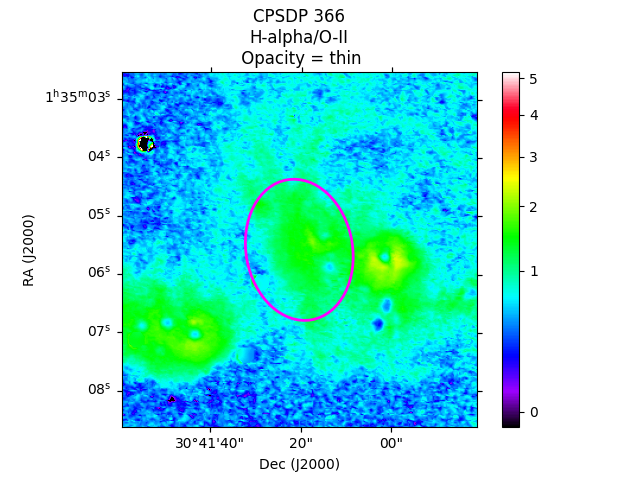 CPSDP 366
H-alpha/O-II
Opacity = thin
1ʰ35ᵐ03ˢ
04ˢ
05ˢ
06ˢ
07ˢ
08ˢ
RA (J2000)
30°41'40" 20" 00"
Dec (J2000)
5
4
3
2
1
0